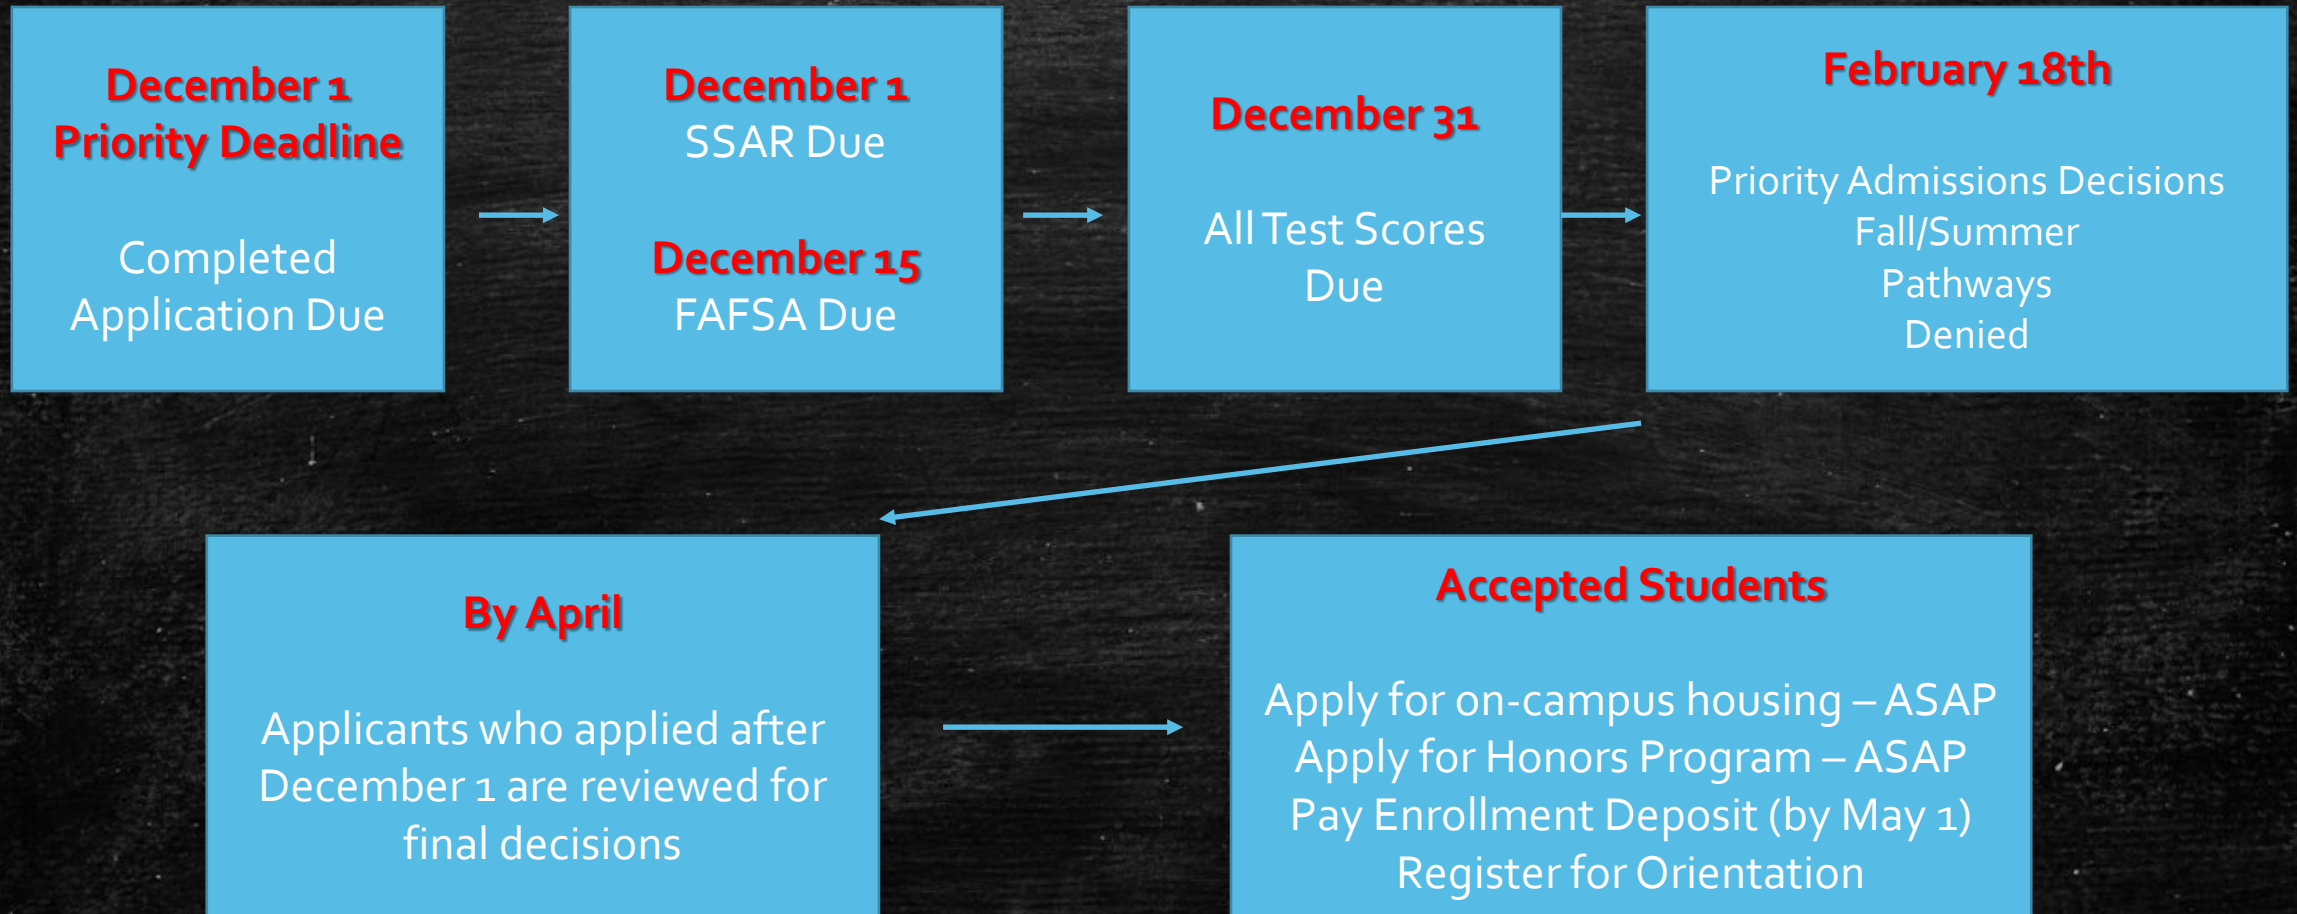 December 1
Priority Deadline
Completed
Application Due
December 1
SSAR Due
December 15
FAFSA Due
December 31
All Test Scores
Due
February 18th
Priority Admissions Decisions
Fall/Summer
Pathways
Denied
By April
Applicants who applied after
December 1 are reviewed for
final decisions
Accepted Students
Apply for on-campus housing – ASAP
Apply for Honors Program – ASAP
Pay Enrollment Deposit (by May 1)
Register for Orientation